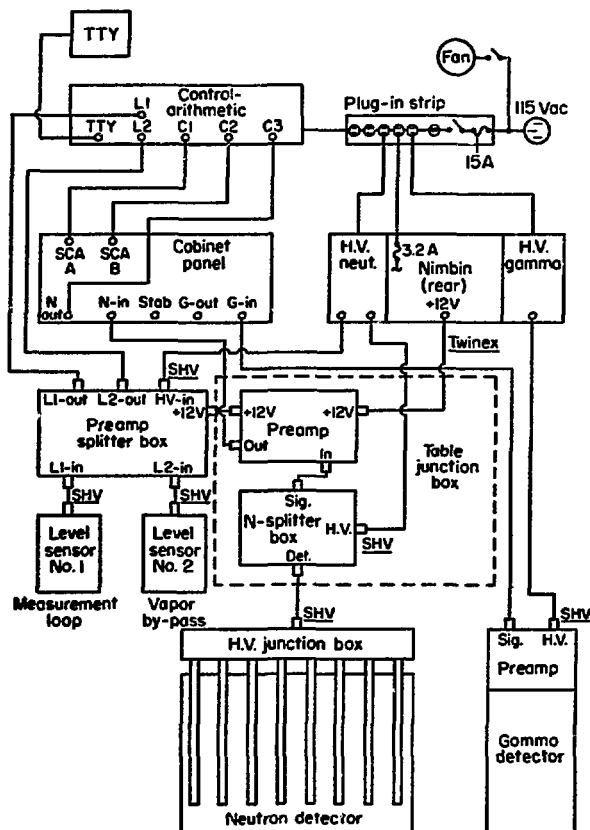 TTY
Fan
L1
Control-
arithmetic
TTY L2 C1 C2 C3
Plug-in strip
115 Vac
15A
SCA
A
SCA
B
Cabinet
panel
N
out
N-in Stab G-out G-in
H.V.
neut.
3.2 A
Nimbin
(rear)
+12V
H.V.
gamma
Twinex
SHV
L1-out L2-out HV-in
+12V
Preamp
splitter box
L1-in L2-in
+12V +12V
Preamp
Out
In
Table
junction
box
SHV SHV
Sig.
N-splitter
box
H.V.
Det.
SHV
Level
sensor
No. 1
Level
sensor
No. 2
Measurement
loop
Vapor
by-pass
SHV
SHV
H.V. junction box
Sig. H.V.
Preamp
Gommo
detector
Neutron detector